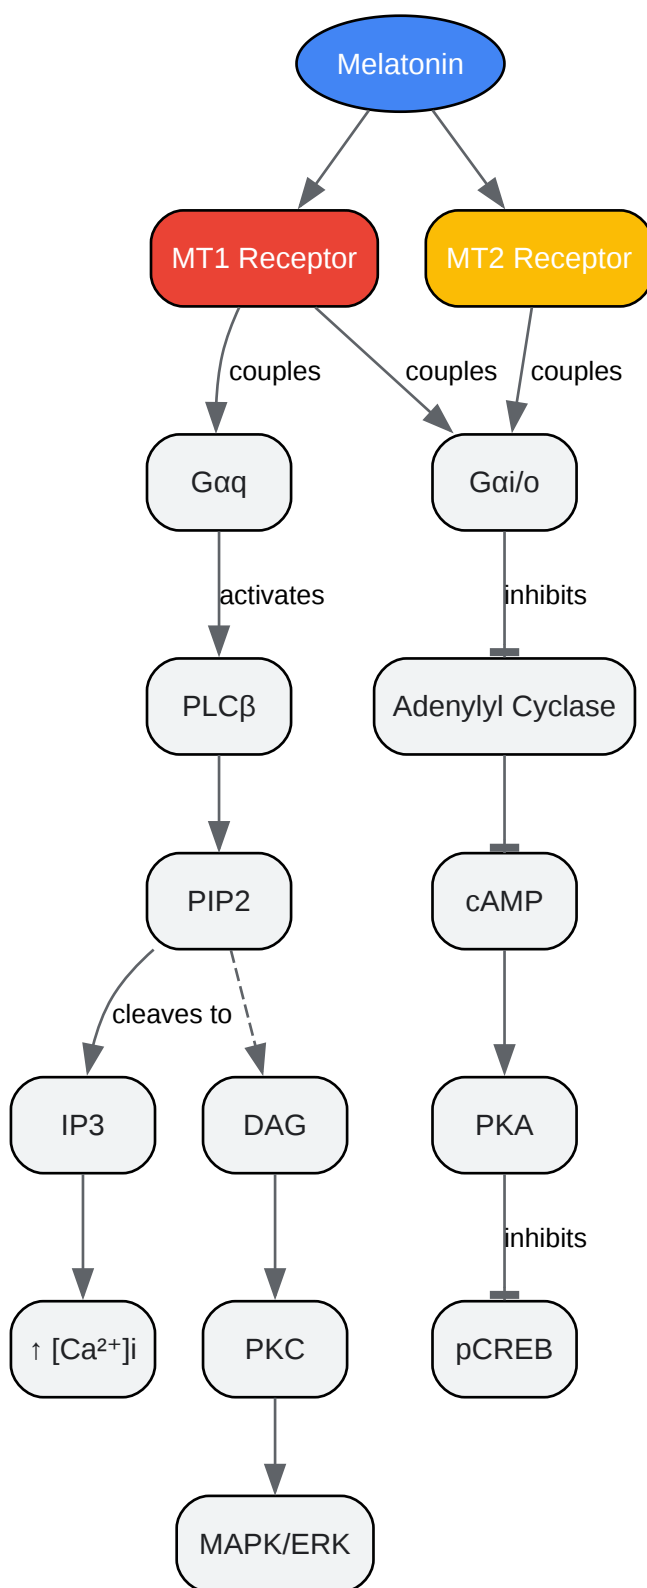 Melatonin
MT1 Receptor
MT2 Receptor
couples
couples
couples
Gαq
Gαi/o
activates
inhibits
PLCβ
Adenylyl Cyclase
PIP2
cAMP
cleaves to
IP3
DAG
PKA
inhibits
↑ [Ca²⁺]i
PKC
pCREB
MAPK/ERK